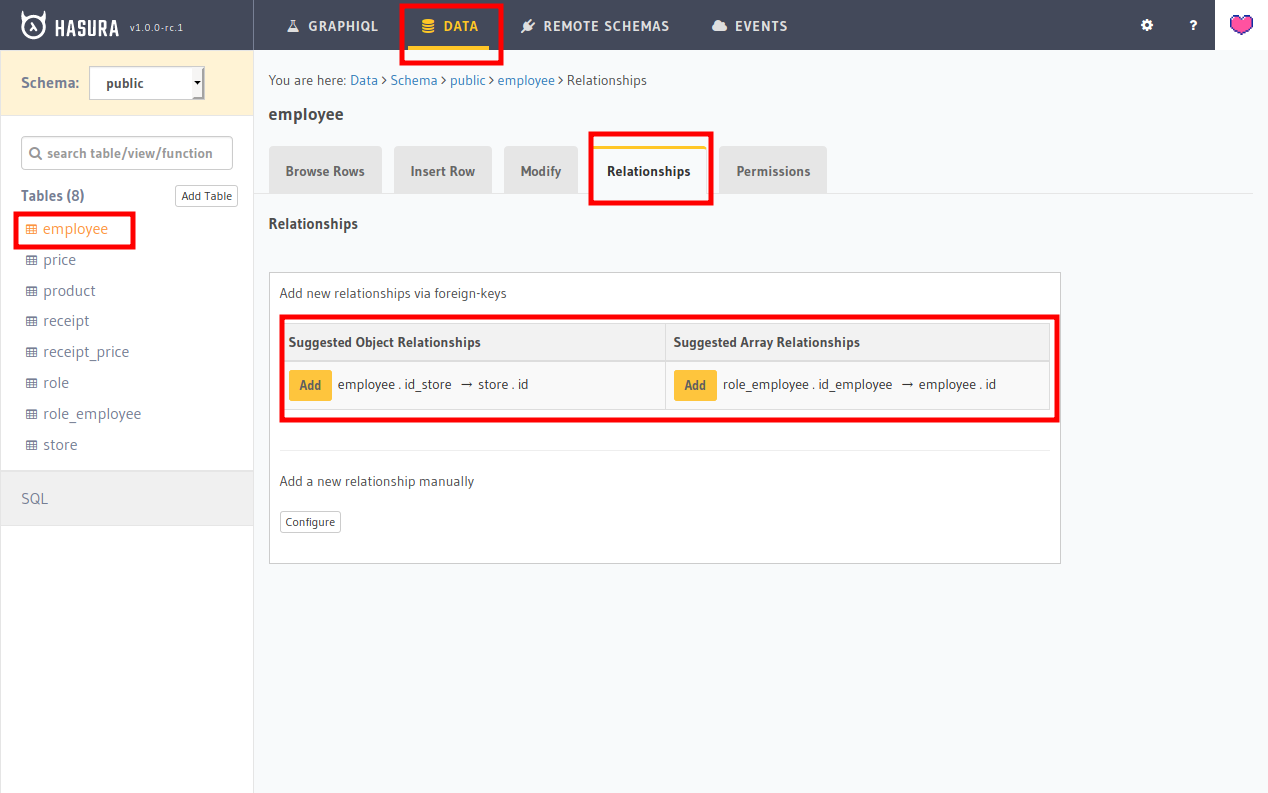 HASURA v1.0.0-rc.1 GRAPHIQL DATA REMOTE SCHEMAS EVENTS ?
Schema: public
search table/view/function
Tables (8) Add Table
employee
price
product
receipt
receipt_price
role
role_employee
store
SQL
You are here: Data > Schema > public > employee > Relationships
employee
Browse Rows Insert Row Modify Relationships Permissions
Relationships
Add new relationships via foreign-keys
Suggested Object Relationships Suggested Array Relationships
Add employee . id_store → store . id Add role_employee . id_employee → employee . id
Add a new relationship manually
Configure